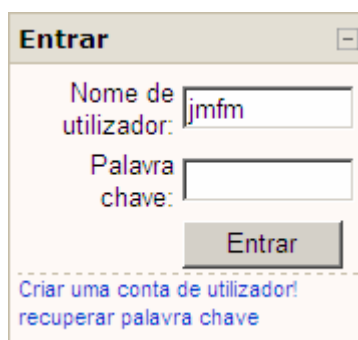 Entrar
Nome de
utilizador:
jmfm
Palavra
chave:
Entrar
Criar uma conta de utilizador!
recuperar palavra chave